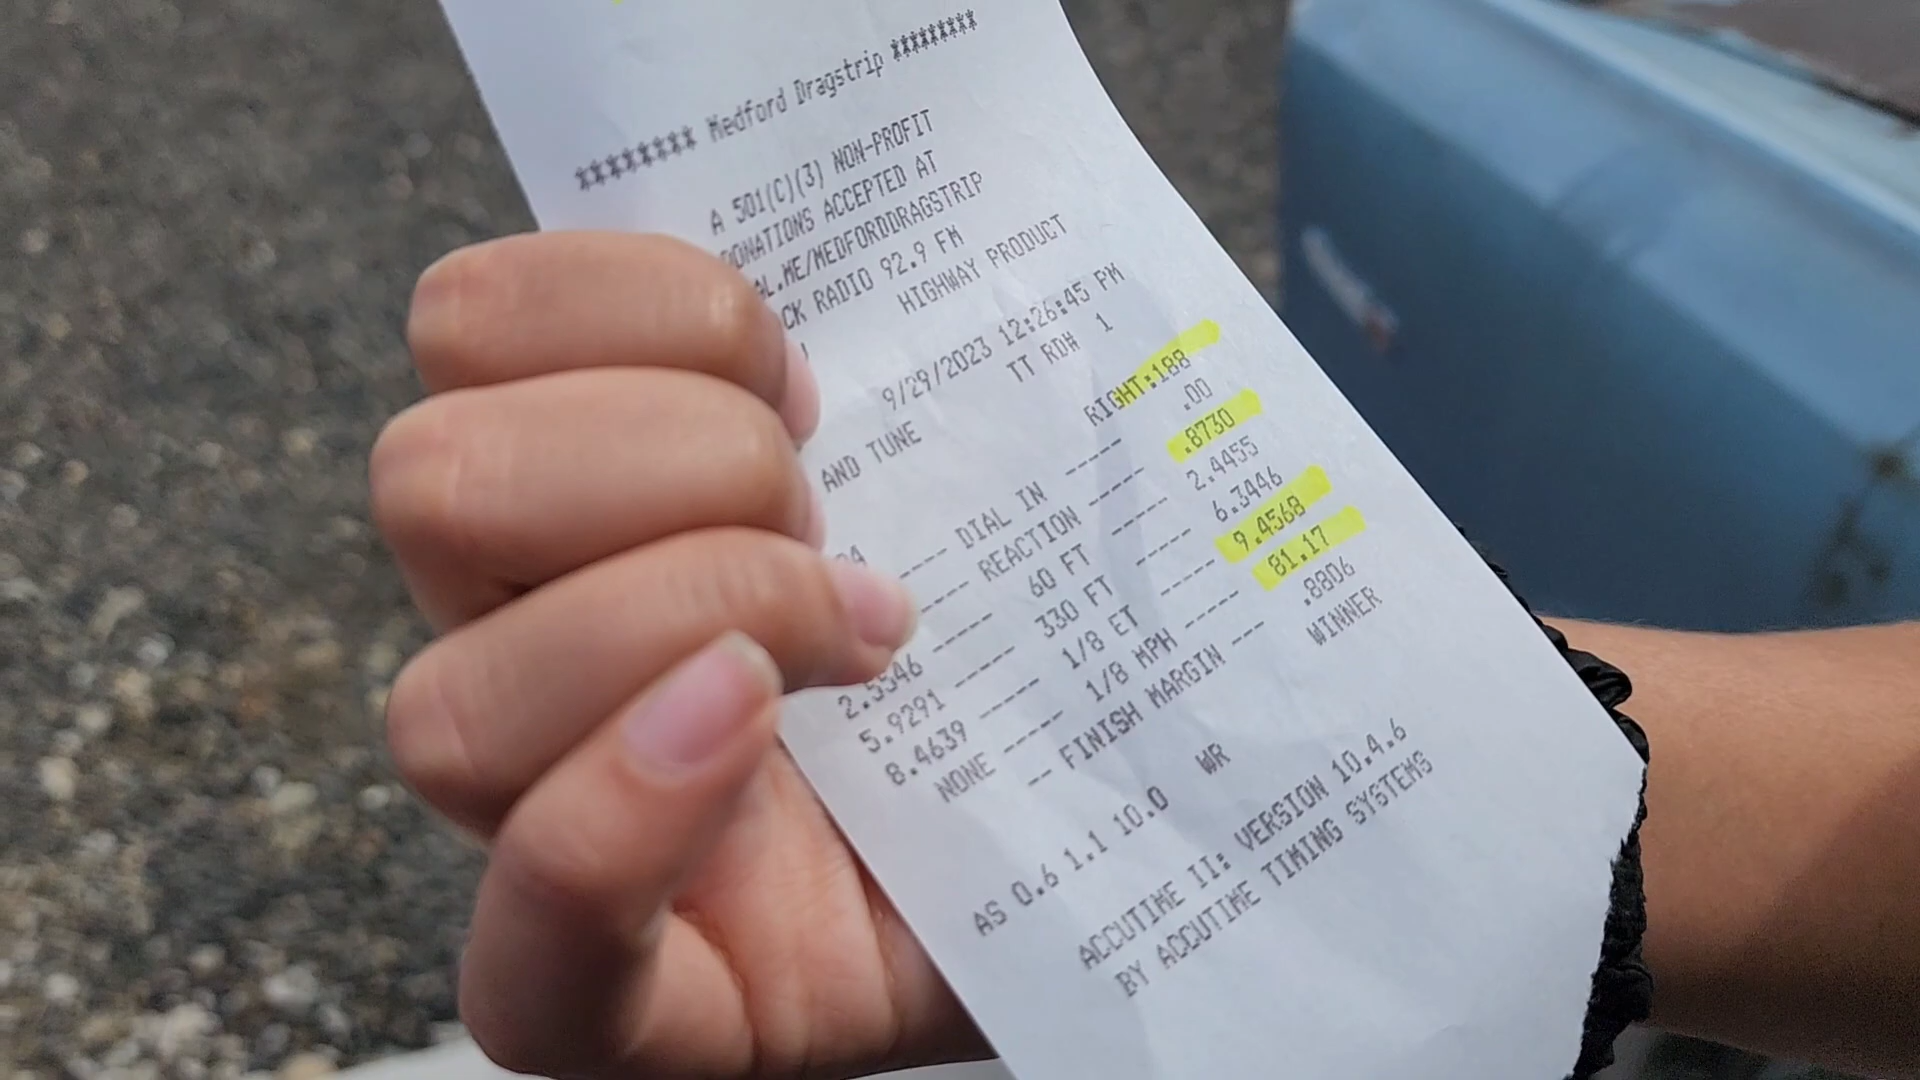 ******** Medford Dragstrip *********
A 501(C)(3) NON-PROFIT
DONATIONS ACCEPTED AT
AL.ME/MEDFORDDRAGSTRIP
CK RADIO 92.9 FM
HIGHWAY PRODUCT
9/29/2023 12:26:45 PM
AND TUNE TT RD# 1
RIGHT:188
---- DIAL IN ---- .00
---- REACTION ---- .8730
2.5546 ---- 60 FT ---- 2.4455
5.9291 ---- 330 FT ---- 6.3446
8.4639 ---- 1/8 ET ---- 9.4568
NONE ---- 1/8 MPH ---- 81.17
-- FINISH MARGIN --- .8806
WINNER
AS 0.6 1.1 10.0 WR
ACCUTIME II: VERSION 10.4.6
BY ACCUTIME TIMING SYSTEMS